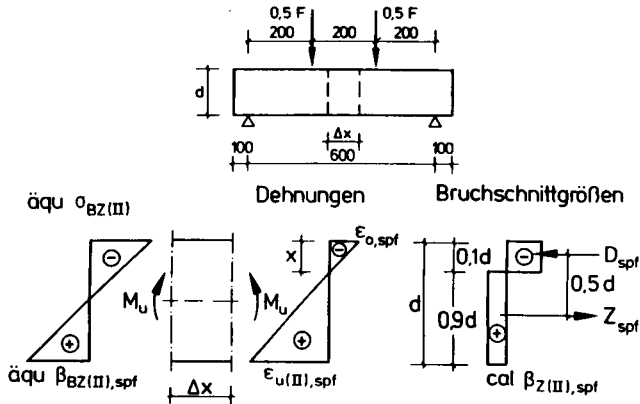 0,5 F 0,5 F
200 200 200
d
Δx
100 600 100
äqu σBZ(II) Dehnungen Bruchschnittgrößen
εo,spf
x
Mu Mu
0,1d
Dspf
0,5 d
d
0,9d
Zspf
äqu βBZ(II),spf
εu(II),spf
cal βZ(II),spf
Δx